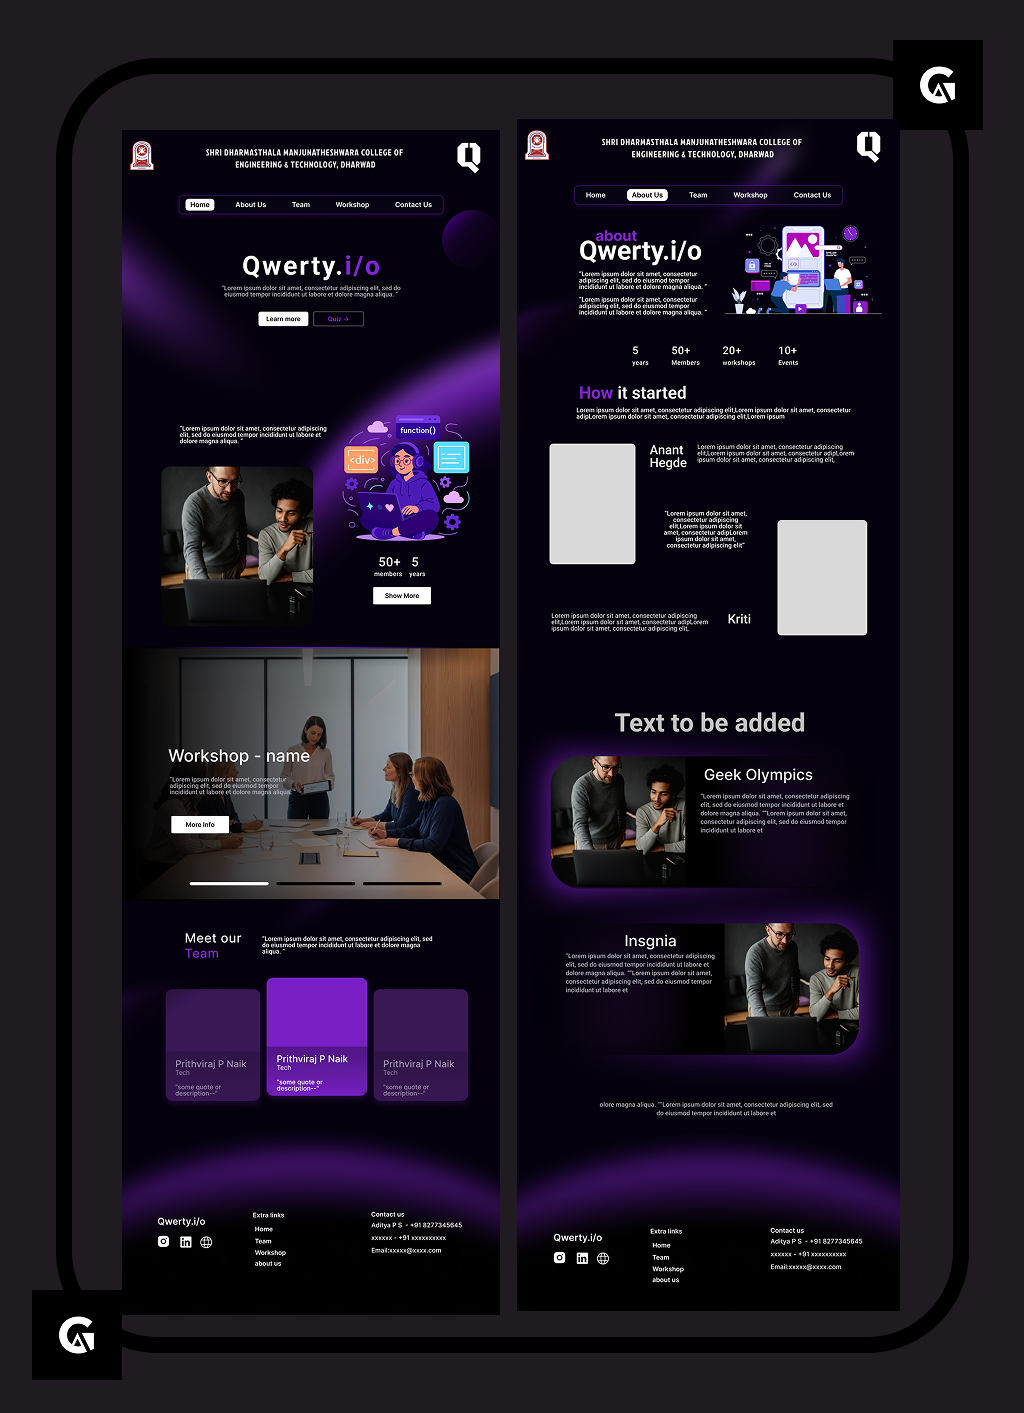 SHRI DHARMASTHALA MANJUNATHESHWARA COLLEGE OF
ENGINEERING & TECHNOLOGY, DHARWAD
Home
About Us
Team
Workshop
Contact Us
Qwerty.i/o
"Lorem ipsum dolor sit amet, consectetur adipiscing elit, sed do
eiusmod tempor incididunt ut labore et dolore magna aliqua. "
Learn more
Quiz →
"Lorem ipsum dolor sit amet, consectetur adipiscing
elit, sed do eiusmod tempor incididunt ut labore et dolore
magna aliqua. "
function()
<div>
50+
members
5
years
Show More
Workshop - name
"Lorem ipsum dolor sit amet, consectetur
adipiscing elit, sed do eiusmod tempor
incididunt ut labore et dolore magna aliqua.
More Info
Meet our
Team
"Lorem ipsum dolor sit amet, consectetur adipiscing elit, sed
do eiusmod tempor incididunt ut labore et dolore magna
aliqua. "
Prithviraj P Naik
Tech
"some quote or
description--"
Prithviraj P Naik
Tech
"some quote or
description--"
Prithviraj P Naik
Tech
"some quote or
description--"
Qwerty.i/o
Extra links
Home
Team
Workshop
about us
Contact us
Aditya P S - +91 8277345645
xxxxxx - +91 xxxxxxxxxx
Email:xxxxx@xxxx.com
SHRI DHARMASTHALA MANJUNATHESHWARA COLLEGE OF
ENGINEERING & TECHNOLOGY, DHARWAD
Home
About Us
Team
Workshop
Contact Us
about
Qwerty.i/o
"Lorem ipsum dolor sit amet, consectetur
adipiscing elit, sed do eiusmod tempor
incididunt ut labore et dolore magna aliqua. "
"Lorem ipsum dolor sit amet, consectetur
adipiscing elit, sed do eiusmod tempor
incididunt ut labore et dolore magna aliqua. "
5
years
50+
Members
20+
workshops
10+
Events
How it started
Lorem ipsum dolor sit amet, consectetur adipiscing elit,Lorem ipsum dolor sit amet, consectetur
adipLorem ipsum dolor sit amet, consectetur adipiscing elit,Lorem ipsum
Anant
Hegde
Lorem ipsum dolor sit amet, consectetur adipiscing
elit,Lorem ipsum dolor sit amet, consectetur adipLorem
ipsum dolor sit amet, consectetur adipiscing elit,
"Lorem ipsum dolor sit amet,
consectetur adipiscing
elit,Lorem ipsum dolor sit
amet, consectetur adipLorem
ipsum dolor sit amet,
consectetur adipiscing elit"
Lorem ipsum dolor sit amet, consectetur adipiscing
elit,Lorem ipsum dolor sit amet, consectetur adipLorem
ipsum dolor sit amet, consectetur adipiscing elit,
Kriti
Text to be added
Geek Olympics
"Lorem ipsum dolor sit amet, consectetur adipiscing
elit, sed do eiusmod tempor incididunt ut labore et
dolore magna aliqua. ""Lorem ipsum dolor sit amet,
consectetur adipiscing elit, sed do eiusmod tempor
incididunt ut labore et
Insgnia
"Lorem ipsum dolor sit amet, consectetur adipiscing
elit, sed do eiusmod tempor incididunt ut labore et
dolore magna aliqua. ""Lorem ipsum dolor sit amet,
consectetur adipiscing elit, sed do eiusmod tempor
incididunt ut labore et
olore magna aliqua. ""Lorem ipsum dolor sit amet, consectetur adipiscing elit, sed
do eiusmod tempor incididunt ut labore et
Qwerty.i/o
Extra links
Home
Team
Workshop
about us
Contact us
Aditya P S - +91 8277345645
xxxxxx - +91 xxxxxxxxxx
Email:xxxxx@xxxx.com